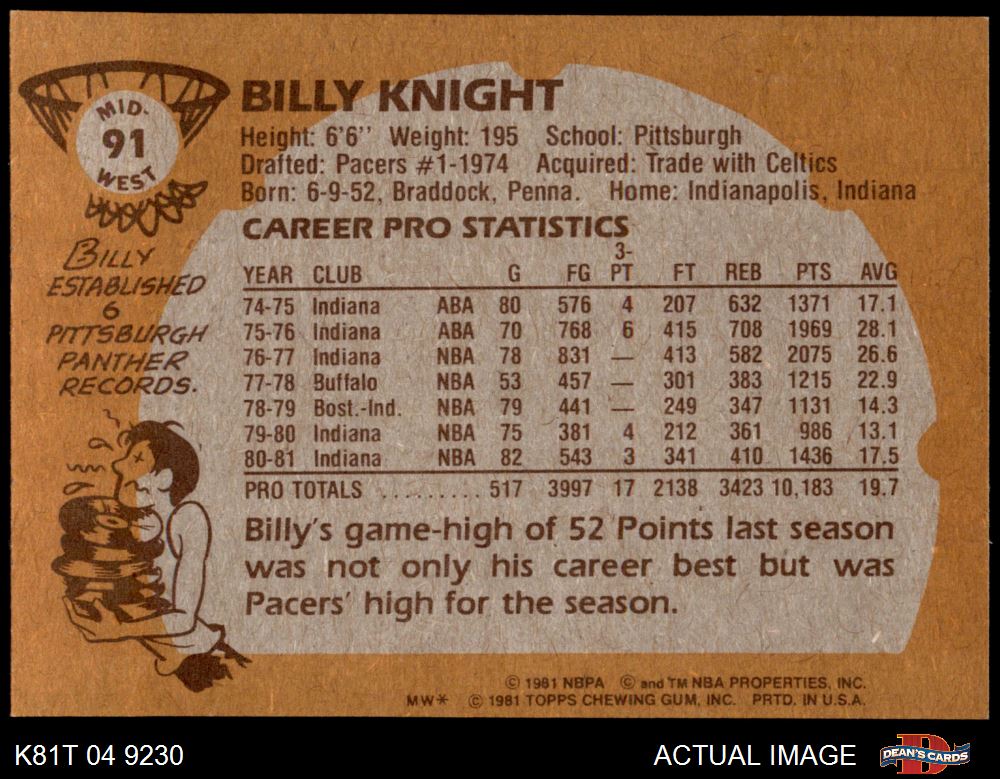 MID-
91
WEST
BILLY KNIGHT
Height: 6'6'' Weight: 195 School: Pittsburgh
Drafted: Pacers #1-1974 Acquired: Trade with Celtics
Born: 6-9-52, Braddock, Penna. Home: Indianapolis, Indiana
BILLY
ESTABLISHED
6
PITTSBURGH
PANTHER
RECORDS.
CAREER PRO STATISTICS
YEAR CLUB G FG 3-PT FT REB PTS AVG
74-75 Indiana ABA 80 576 4 207 632 1371 17.1
75-76 Indiana ABA 70 768 6 415 708 1969 28.1
76-77 Indiana NBA 78 831 — 413 582 2075 26.6
77-78 Buffalo NBA 53 457 — 301 383 1215 22.9
78-79 Bost.-Ind. NBA 79 441 — 249 347 1131 14.3
79-80 Indiana NBA 75 381 4 212 361 986 13.1
80-81 Indiana NBA 82 543 3 341 410 1436 17.5
PRO TOTALS .......... 517 3997 17 2138 3423 10,183 19.7
Billy's game-high of 52 Points last season
was not only his career best but was
Pacers' high for the season.
© 1981 NBPA © and TM NBA PROPERTIES, INC.
MW* © 1981 TOPPS CHEWING GUM, INC. PRTD. IN U.S.A.
K81T 04 9230 ACTUAL IMAGE
D
DEAN'S CARDS